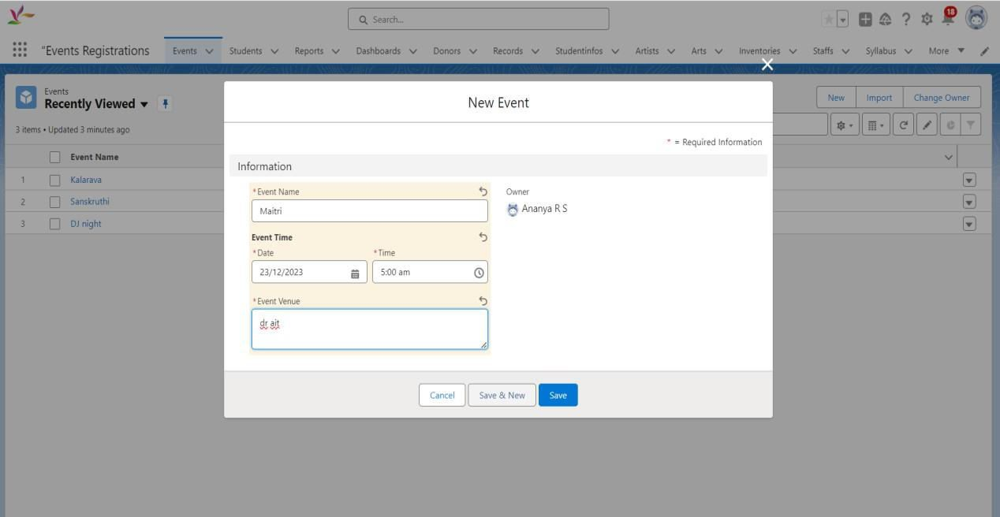 Search...
18
"Events Registrations
Events
Students
Reports
Dashboards
Donors
Records
Studentinfos
Artists
Arts
Inventories
Staffs
Syllabus
More
Events
Recently Viewed
New
Import
Change Owner
3 items • Updated 3 minutes ago
Event Name
1 Kalarava
2 Sanskruthi
3 DJ night
New Event
* = Required Information
Information
*Event Name
Maitri
Owner
Ananya R S
Event Time
*Date *Time
23/12/2023 5:00 am
*Event Venue
dr ait
Cancel Save & New Save